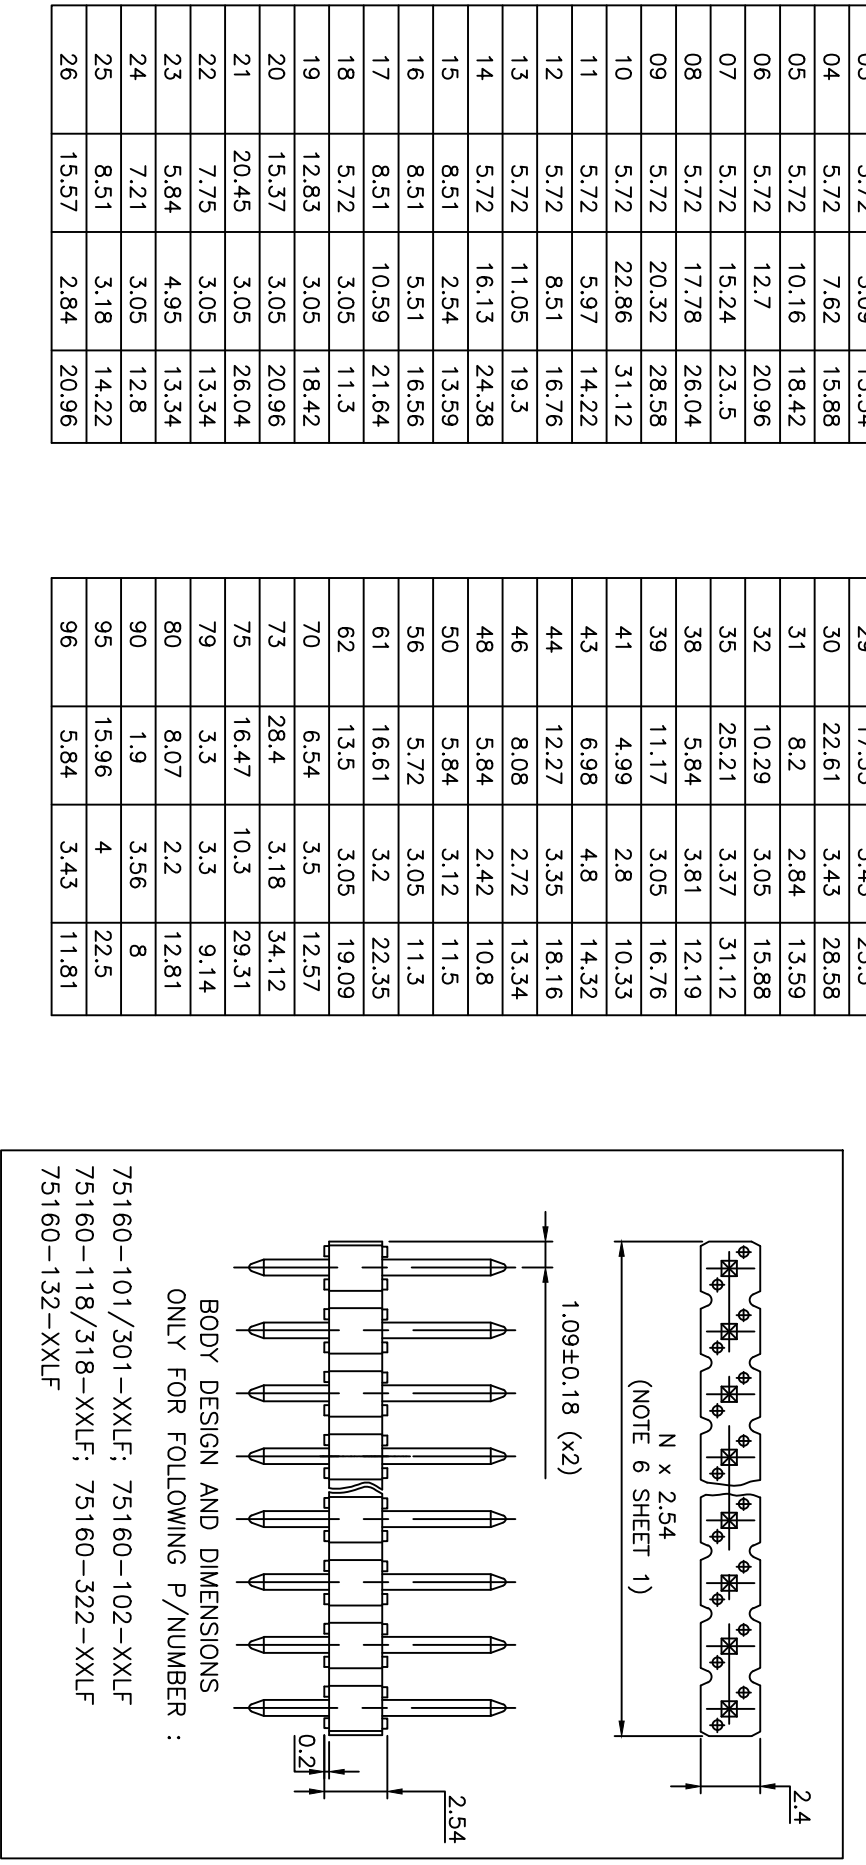 04 5.72 7.62 15.88
05 5.72 10.16 18.42
06 5.72 12.7 20.96
07 5.72 15.24 23..5
08 5.72 17.78 26.04
09 5.72 20.32 28.58
10 5.72 22.86 31.12
11 5.72 5.97 14.22
12 5.72 8.51 16.76
13 5.72 11.05 19.3
14 5.72 16.13 24.38
15 8.51 2.54 13.59
16 8.51 5.51 16.56
17 8.51 10.59 21.64
18 5.72 3.05 11.3
19 12.83 3.05 18.42
20 15.37 3.05 20.96
21 20.45 3.05 26.04
22 7.75 3.05 13.34
23 5.84 4.95 13.34
24 7.21 3.05 12.8
25 8.51 3.18 14.22
26 15.57 2.84 20.96
30 22.61 3.43 28.58
31 8.2 2.84 13.59
32 10.29 3.05 15.88
35 25.21 3.37 31.12
38 5.84 3.81 12.19
39 11.17 3.05 16.76
41 4.99 2.8 10.33
43 6.98 4.8 14.32
44 12.27 3.35 18.16
46 8.08 2.72 13.34
48 5.84 2.42 10.8
50 5.84 3.12 11.5
56 5.72 3.05 11.3
61 16.61 3.2 22.35
62 13.5 3.05 19.09
70 6.54 3.5 12.57
73 28.4 3.18 34.12
75 16.47 10.3 29.31
79 3.3 3.3 9.14
80 8.07 2.2 12.81
90 1.9 3.56 8
95 15.96 4 22.5
96 5.84 3.43 11.81
2.4
N x 2.54
(NOTE 6 SHEET 1)
1.09±0.18 (x2)
2.54
0.2
BODY DESIGN AND DIMENSIONS
ONLY FOR FOLLOWING P/NUMBER :
75160-101/301-XXLF; 75160-102-XXLF
75160-118/318-XXLF; 75160-322-XXLF
75160-132-XXLF